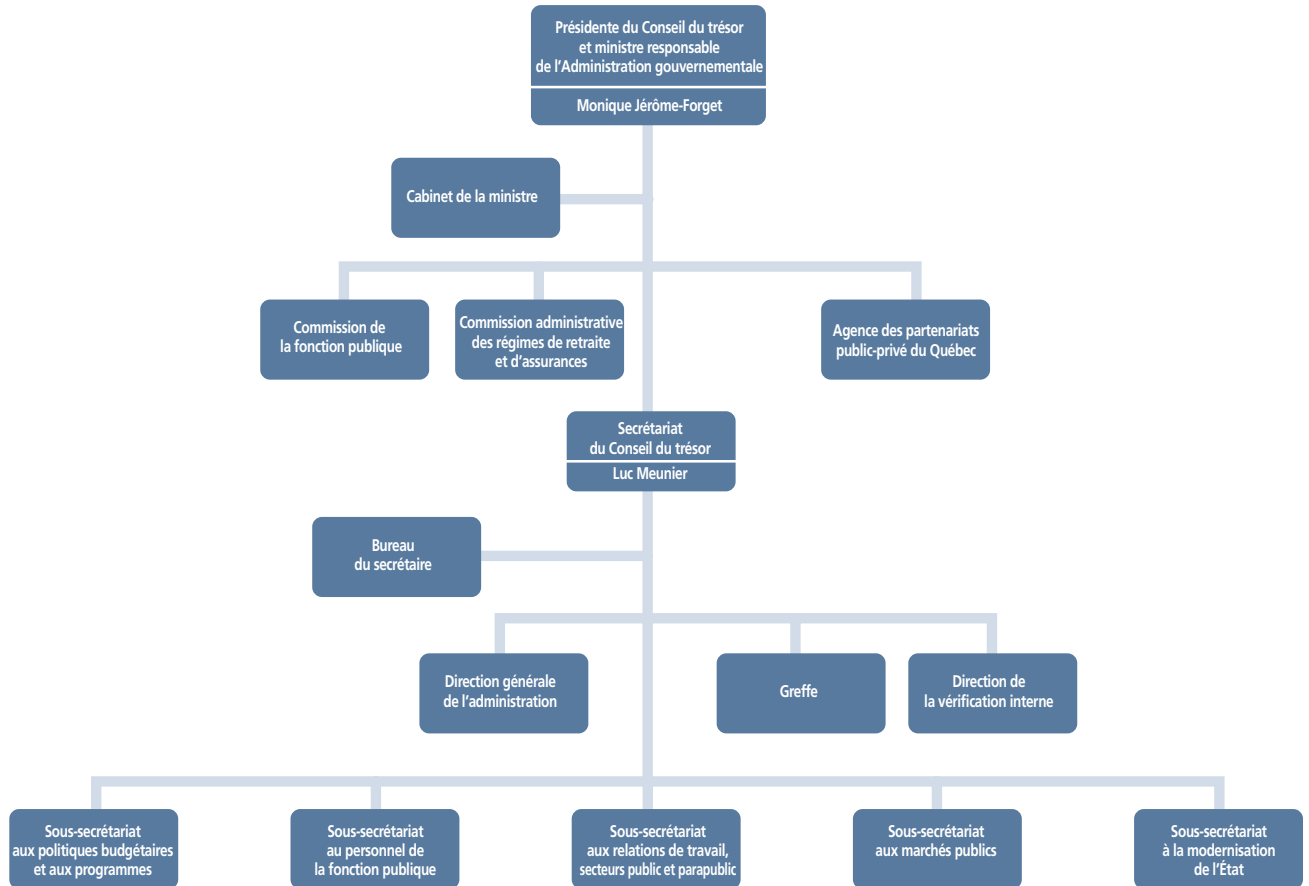 Présidente du Conseil du trésor
et ministre responsable
de l'Administration gouvernementale
Monique Jérôme-Forget
Cabinet de la ministre
Commission de
la fonction publique
Commission administrative
des régimes de retraite
et d'assurances
Agence des partenariats
public-privé du Québec
Secrétariat
du Conseil du trésor
Luc Meunier
Bureau
du secrétaire
Direction générale
de l'administration
Greffe
Direction de
la vérification interne
Sous-secrétariat
aux politiques budgétaires
et aux programmes
Sous-secrétariat
au personnel de
la fonction publique
Sous-secrétariat
aux relations de travail,
secteurs public et parapublic
Sous-secrétariat
aux marchés publics
Sous-secrétariat
à la modernisation
de l'État